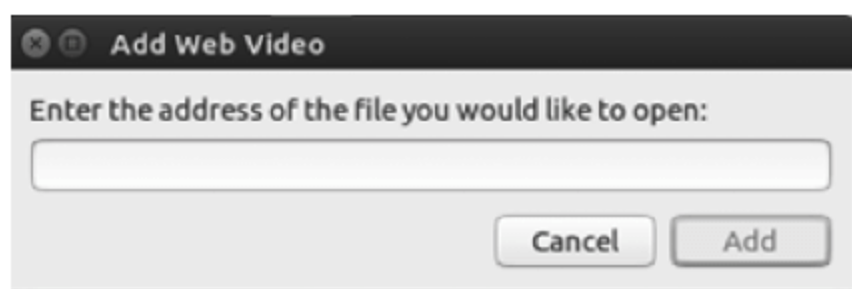 Add Web Video
Enter the address of the file you would like to open:
Cancel Add